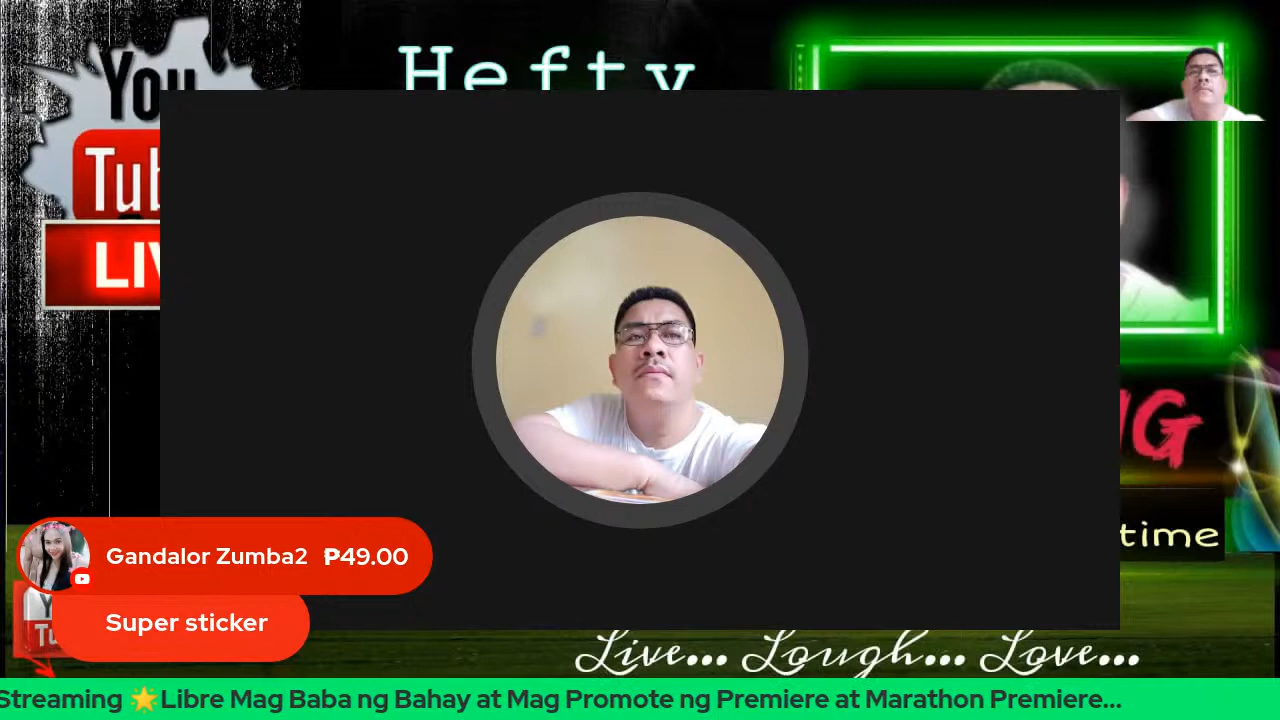 Hefty
You
LIV
NG
time
Gandalor Zumba2 ₱49.00
Super sticker
Live... Lough... Love...
Streaming 🌟Libre Mag Baba ng Bahay at Mag Promote ng Premiere at Marathon Premiere...